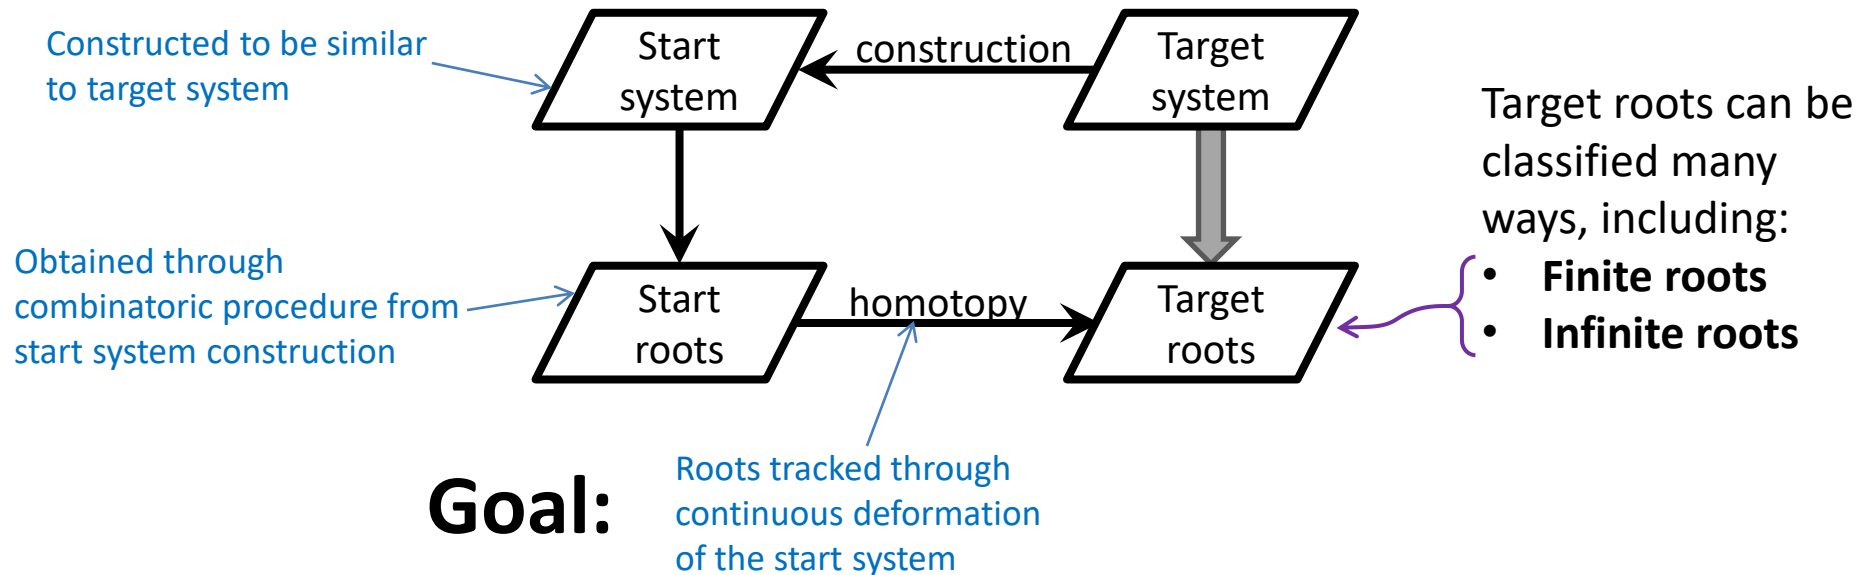 Constructed to be similar
to target system
Start
system
construction
Target
system
Target roots can be
classified many
ways, including:
• Finite roots
• Infinite roots
Obtained through
combinatoric procedure from
start system construction
Start
roots
homotopy
Target
roots
Goal:
Roots tracked through
continuous deformation
of the start system